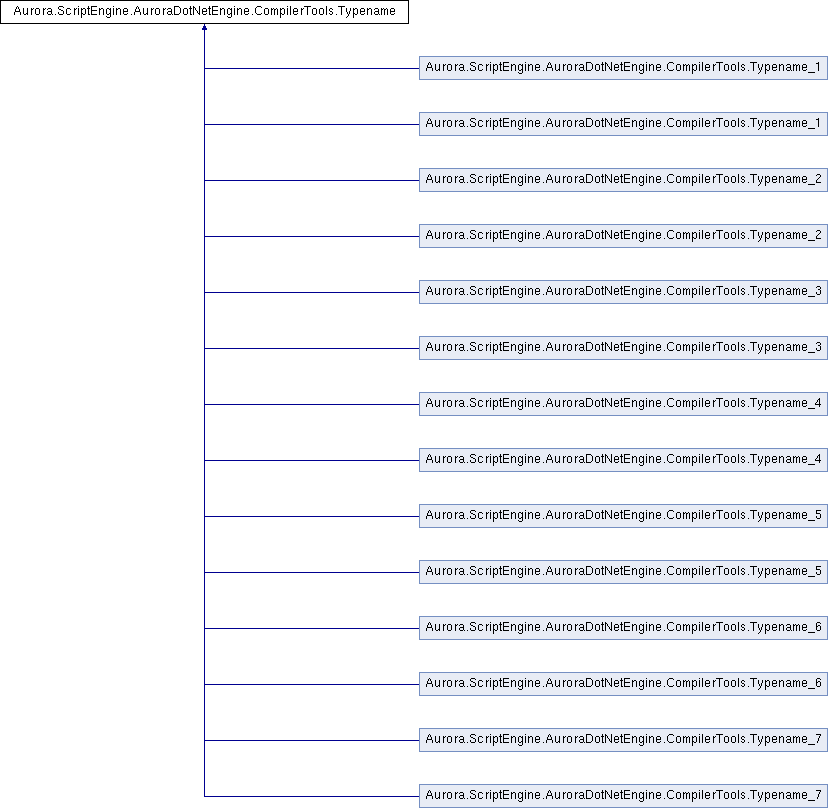 Aurora.ScriptEngine.AuroraDotNetEngine.CompilerTools.Typename
Aurora.ScriptEngine.AuroraDotNetEngine.CompilerTools.Typename_1
Aurora.ScriptEngine.AuroraDotNetEngine.CompilerTools.Typename_1
Aurora.ScriptEngine.AuroraDotNetEngine.CompilerTools.Typename_2
Aurora.ScriptEngine.AuroraDotNetEngine.CompilerTools.Typename_2
Aurora.ScriptEngine.AuroraDotNetEngine.CompilerTools.Typename_3
Aurora.ScriptEngine.AuroraDotNetEngine.CompilerTools.Typename_3
Aurora.ScriptEngine.AuroraDotNetEngine.CompilerTools.Typename_4
Aurora.ScriptEngine.AuroraDotNetEngine.CompilerTools.Typename_4
Aurora.ScriptEngine.AuroraDotNetEngine.CompilerTools.Typename_5
Aurora.ScriptEngine.AuroraDotNetEngine.CompilerTools.Typename_5
Aurora.ScriptEngine.AuroraDotNetEngine.CompilerTools.Typename_6
Aurora.ScriptEngine.AuroraDotNetEngine.CompilerTools.Typename_6
Aurora.ScriptEngine.AuroraDotNetEngine.CompilerTools.Typename_7
Aurora.ScriptEngine.AuroraDotNetEngine.CompilerTools.Typename_7